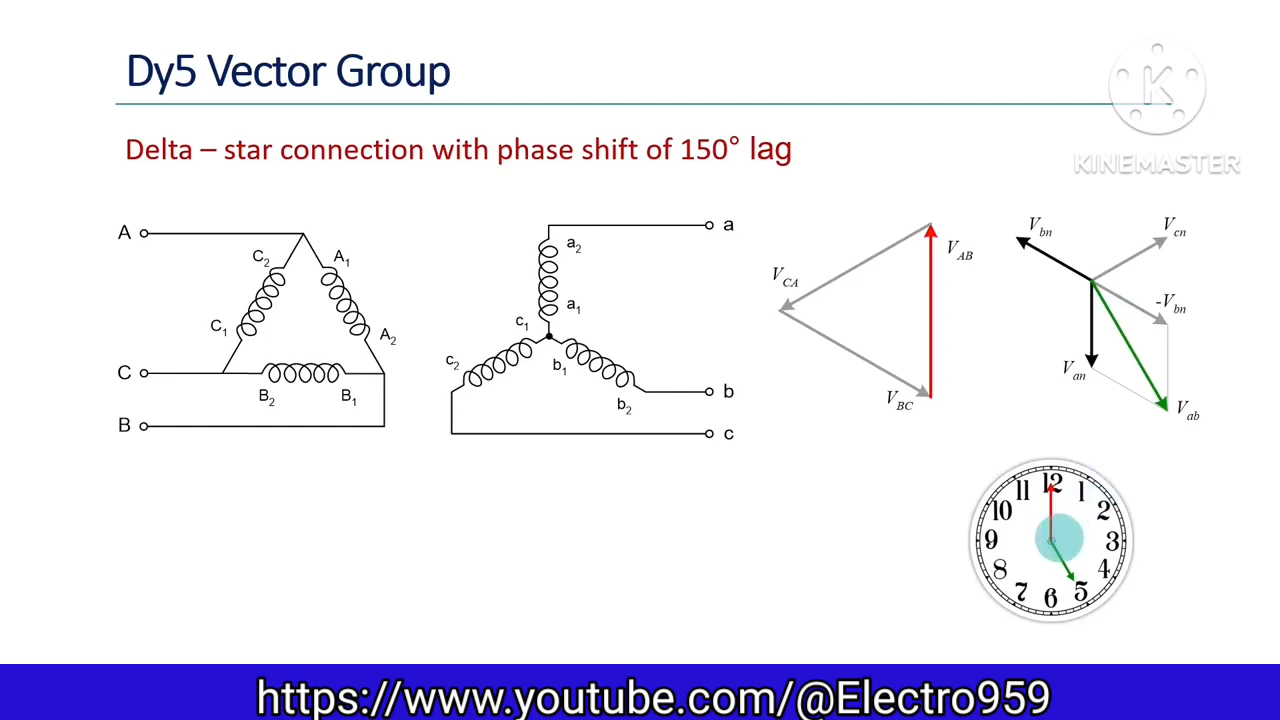 Dy5 Vector Group
K
KINEMASTER
Delta – star connection with phase shift of 150° lag
A
C₂
A₁
C₁
A₂
C
B₂
B₁
B
a
a₂
a₁
c₁
c₂
b₁
b₂
b
c
V_AB
V_CA
V_BC
V_bn
V_cn
-V_bn
V_an
V_ab
12
1
2
3
4
5
6
7
8
9
10
11
https://www.youtube.com/@Electro959